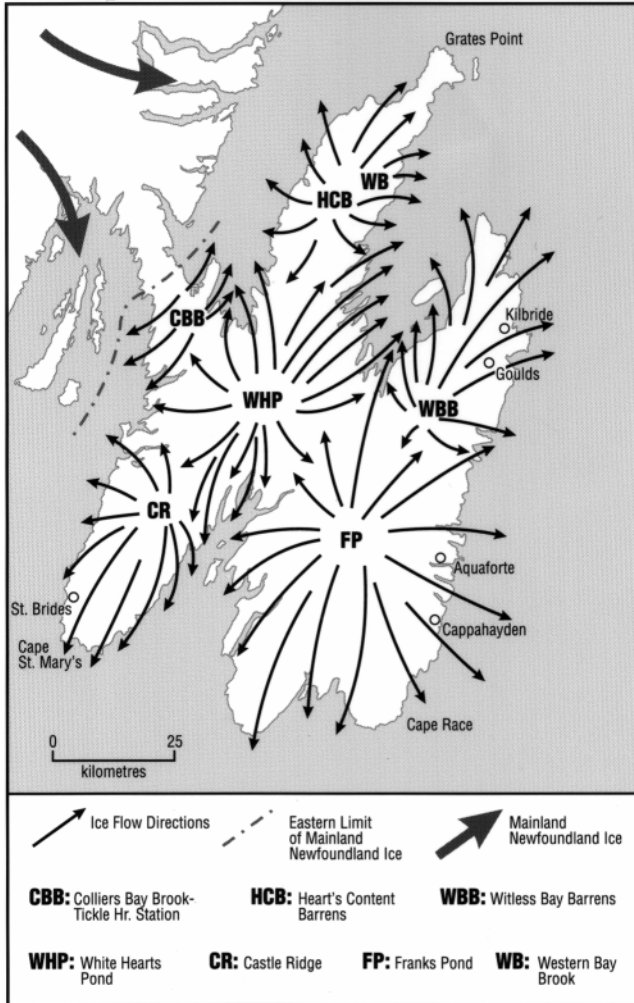 Grates Point
WB
HCB
Kilbride
CBB
Goulds
WHP
WBB
CR
FP
Aquaforte
St. Brides
Cappahayden
Cape
St. Mary's
Cape Race
0 25
kilometres
Ice Flow Directions
Eastern Limit
of Mainland
Newfoundland Ice
Mainland
Newfoundland Ice
CBB: Colliers Bay Brook-
Tickle Hr. Station
HCB: Heart's Content
Barrens
WBB: Witless Bay Barrens
WHP: White Hearts
Pond
CR: Castle Ridge
FP: Franks Pond
WB: Western Bay
Brook